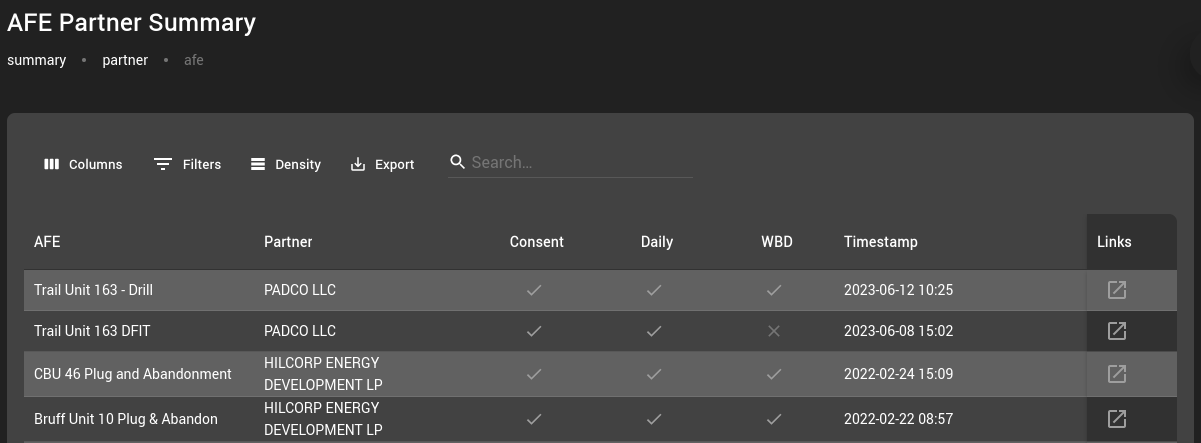 AFE Partner Summary
summary • partner • afe
Columns Filters Density Export Search...
AFE Partner Consent Daily WBD Timestamp Links
Trail Unit 163 - Drill PADCO LLC 2023-06-12 10:25
Trail Unit 163 DFIT PADCO LLC 2023-06-08 15:02
CBU 46 Plug and Abandonment HILCORP ENERGY
DEVELOPMENT LP 2022-02-24 15:09
Bruff Unit 10 Plug & Abandon HILCORP ENERGY
DEVELOPMENT LP 2022-02-22 08:57